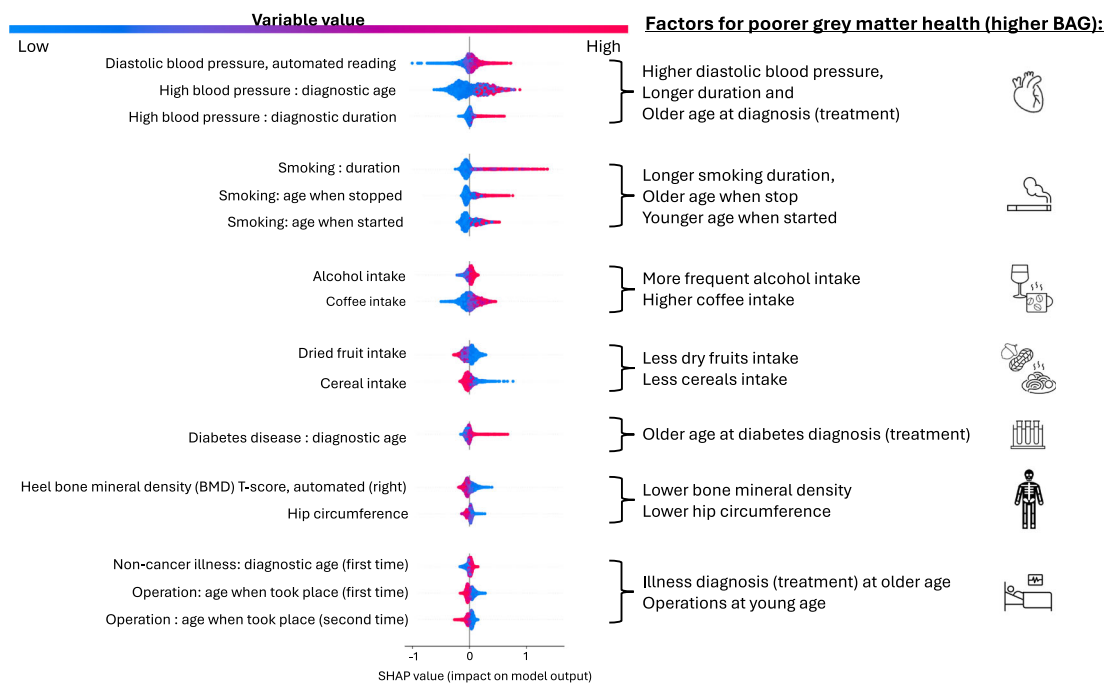 Variable value
Factors for poorer grey matter health (higher BAG):
Low
High
Diastolic blood pressure, automated reading
High blood pressure : diagnostic age
High blood pressure : diagnostic duration
Higher diastolic blood pressure,
Longer duration and
Older age at diagnosis (treatment)
Smoking : duration
Smoking: age when stopped
Smoking: age when started
Longer smoking duration,
Older age when stop
Younger age when started
Alcohol intake
Coffee intake
More frequent alcohol intake
Higher coffee intake
Dried fruit intake
Cereal intake
Less dry fruits intake
Less cereals intake
Diabetes disease : diagnostic age
Older age at diabetes diagnosis (treatment)
Heel bone mineral density (BMD) T-score, automated (right)
Hip circumference
Lower bone mineral density
Lower hip circumference
Non-cancer illness: diagnostic age (first time)
Operation: age when took place (first time)
Operation : age when took place (second time)
Illness diagnosis (treatment) at older age
Operations at young age
-1 0 1
SHAP value (impact on model output)